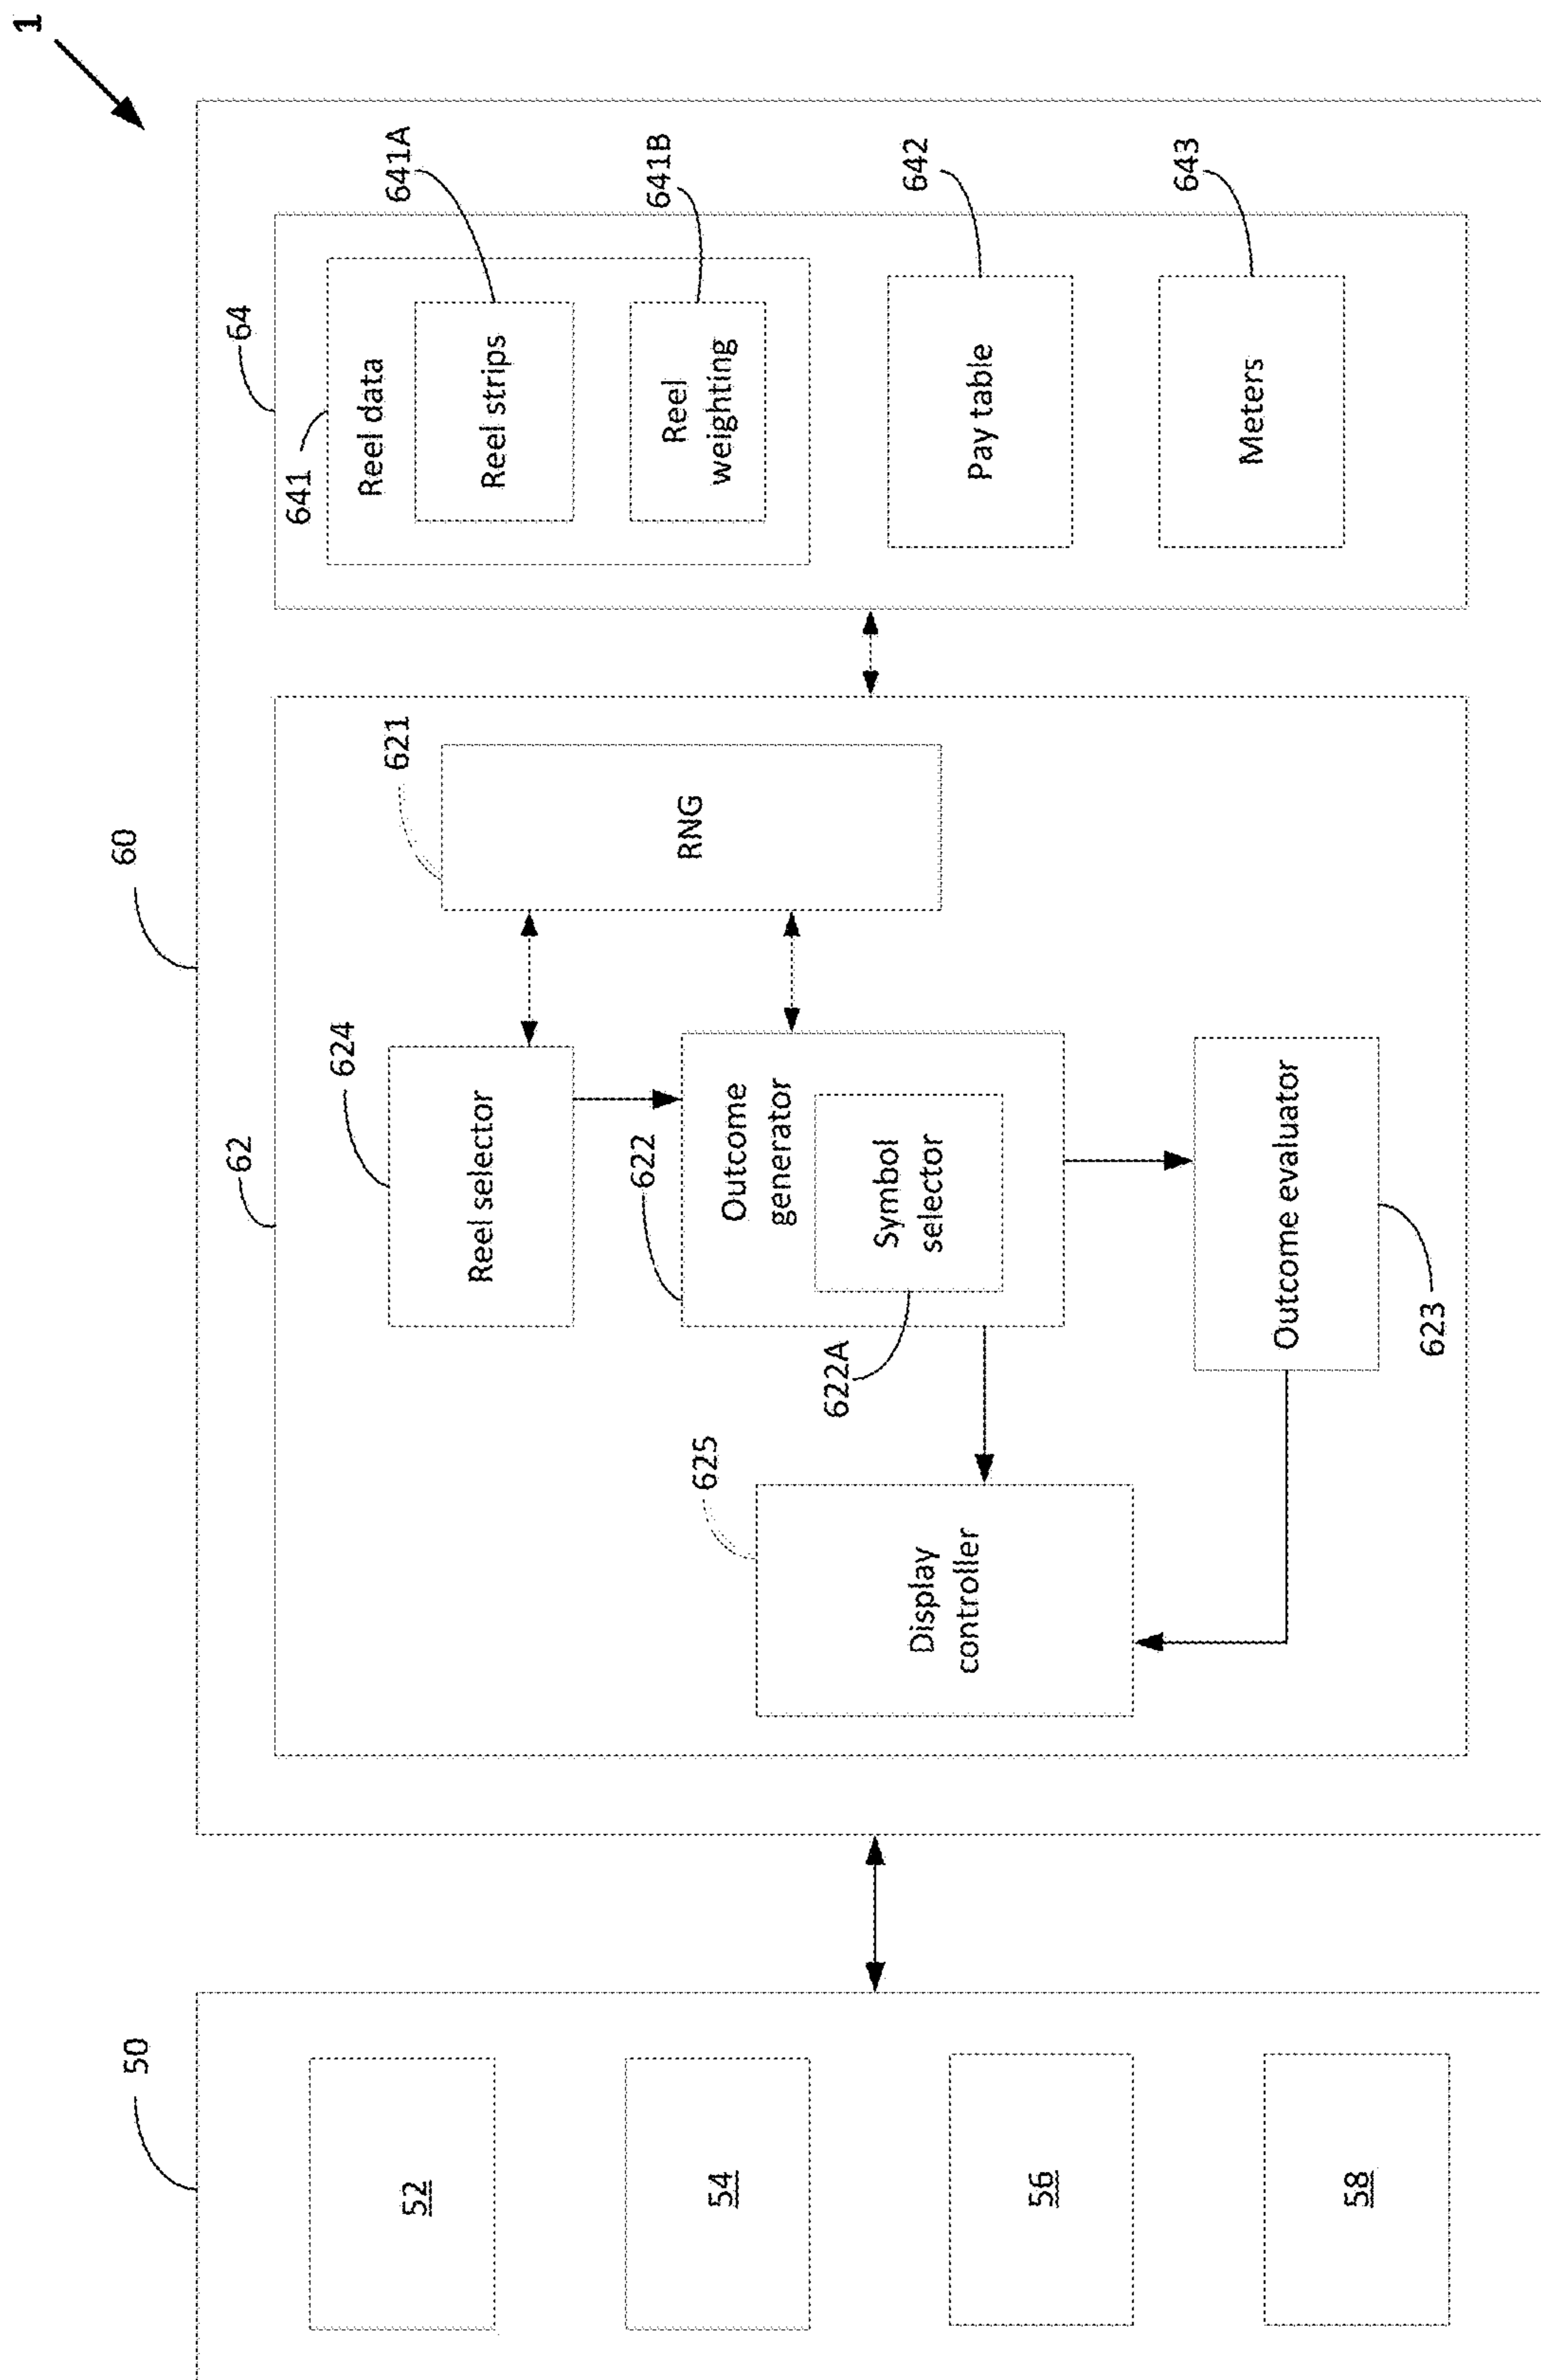 1
60
50
62
64
52
54
56
58
624
Reel selector
621
RNG
622
Outcome
generator
622A
Symbol
selector
625
Display
controller
Outcome evaluator
623
641
Reel data
641A
Reel strips
641B
Reel
weighting
642
Pay table
643
Meters